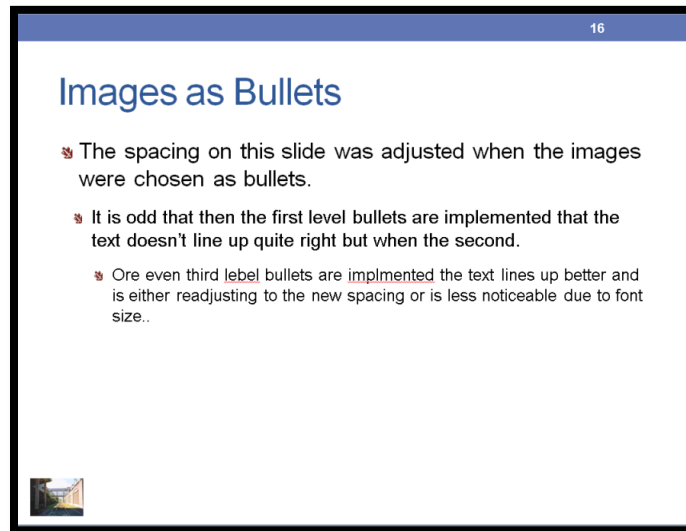 16
Images as Bullets
The spacing on this slide was adjusted when the images
were chosen as bullets.
It is odd that then the first level bullets are implemented that the
text doesn't line up quite right but when the second.
Ore even third lebel bullets are implmented the text lines up better and
is either readjusting to the new spacing or is less noticeable due to font
size..